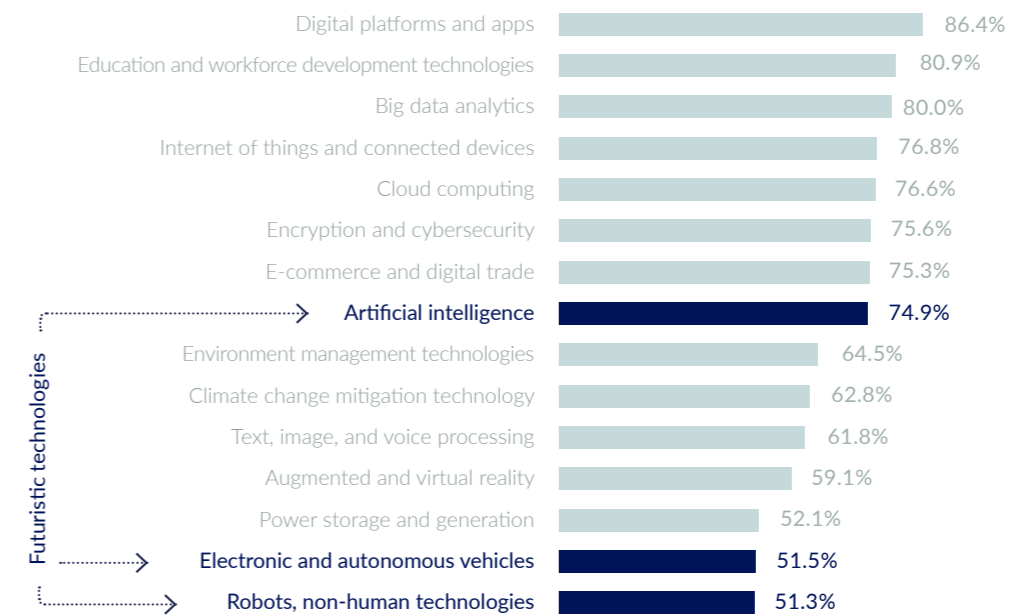 Digital platforms and apps 86.4%
Education and workforce development technologies 80.9%
Big data analytics 80.0%
Internet of things and connected devices 76.8%
Cloud computing 76.6%
Encryption and cybersecurity 75.6%
E-commerce and digital trade 75.3%
Artificial intelligence 74.9%
Environment management technologies 64.5%
Climate change mitigation technology 62.8%
Text, image, and voice processing 61.8%
Augmented and virtual reality 59.1%
Power storage and generation 52.1%
Electronic and autonomous vehicles 51.5%
Robots, non-human technologies 51.3%
Futuristic technologies